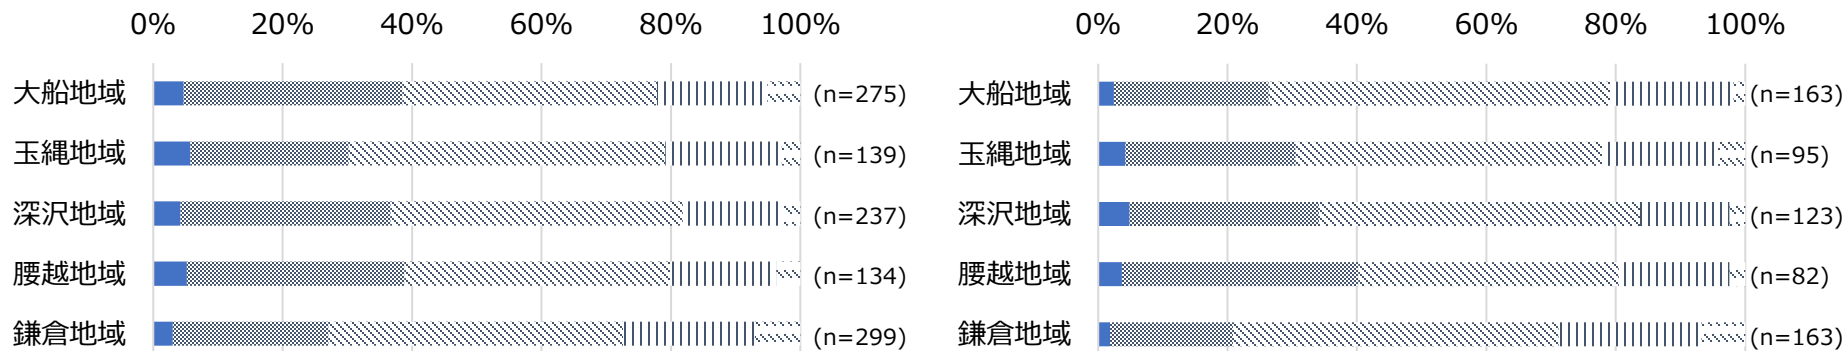 0% 20% 40% 60% 80% 100%
大船地域 (n=275)
玉縄地域 (n=139)
深沢地域 (n=237)
腰越地域 (n=134)
鎌倉地域 (n=299)
0% 20% 40% 60% 80% 100%
大船地域 (n=163)
玉縄地域 (n=95)
深沢地域 (n=123)
腰越地域 (n=82)
鎌倉地域 (n=163)